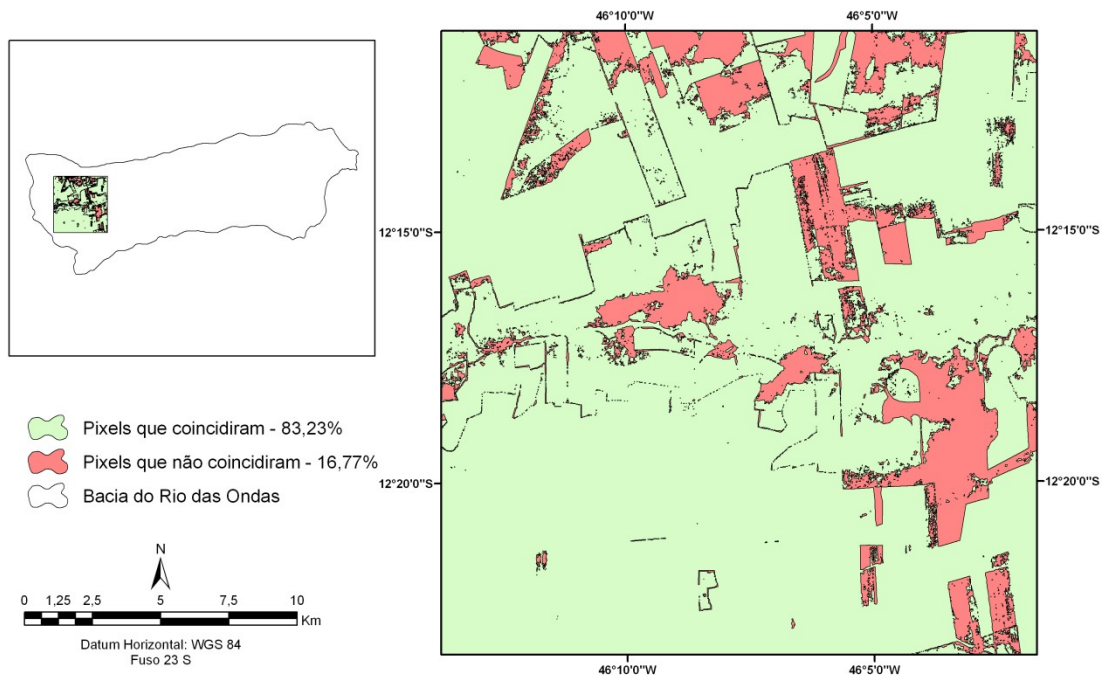 46°10'0"W
46°5'0"W
12°15'0"S
12°15'0"S
12°20'0"S
12°20'0"S
46°10'0"W
46°5'0"W
Pixels que coincidiram - 83,23%
Pixels que não coincidiram - 16,77%
Bacia do Rio das Ondas
N
0 1,25 2,5 5 7,5 10
Km
Datum Horizontal: WGS 84
Fuso 23 S